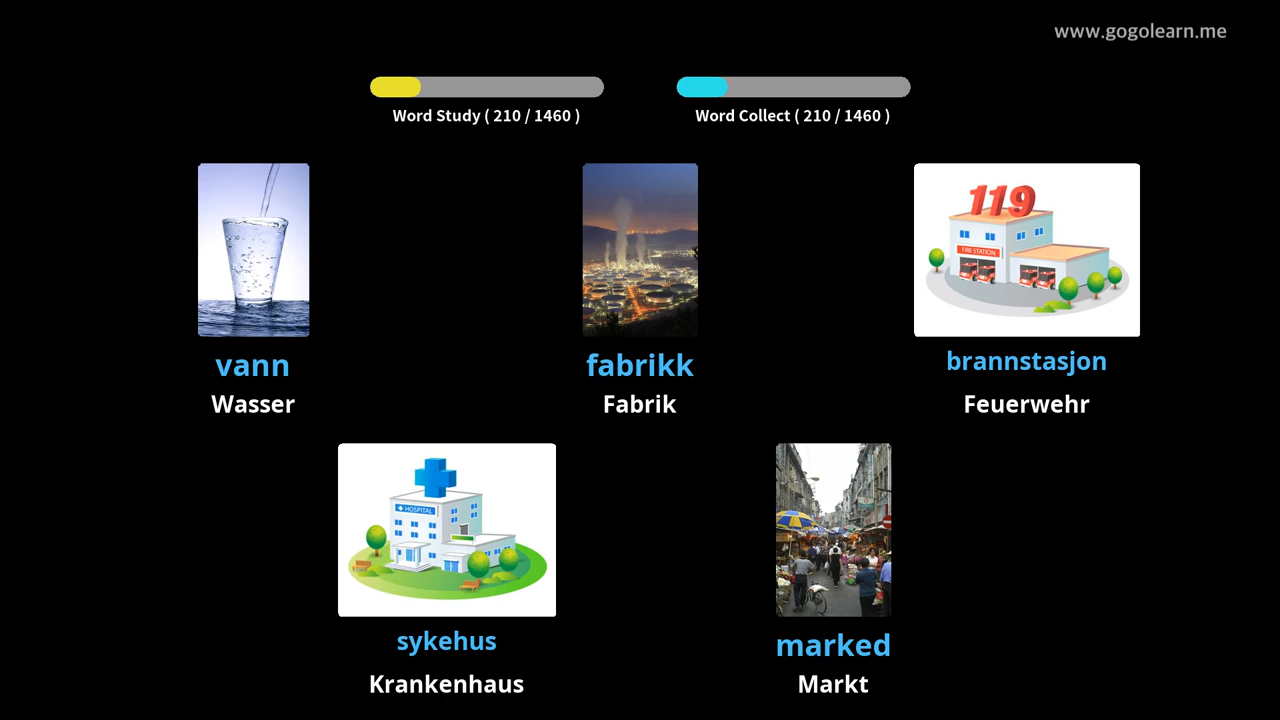 www.gogolearn.me
Word Study ( 210 / 1460 )
Word Collect ( 210 / 1460 )
119
FIRE STATION
vann
Wasser
fabrikk
Fabrik
brannstasjon
Feuerwehr
HOSPITAL
sykehus
Krankenhaus
marked
Markt